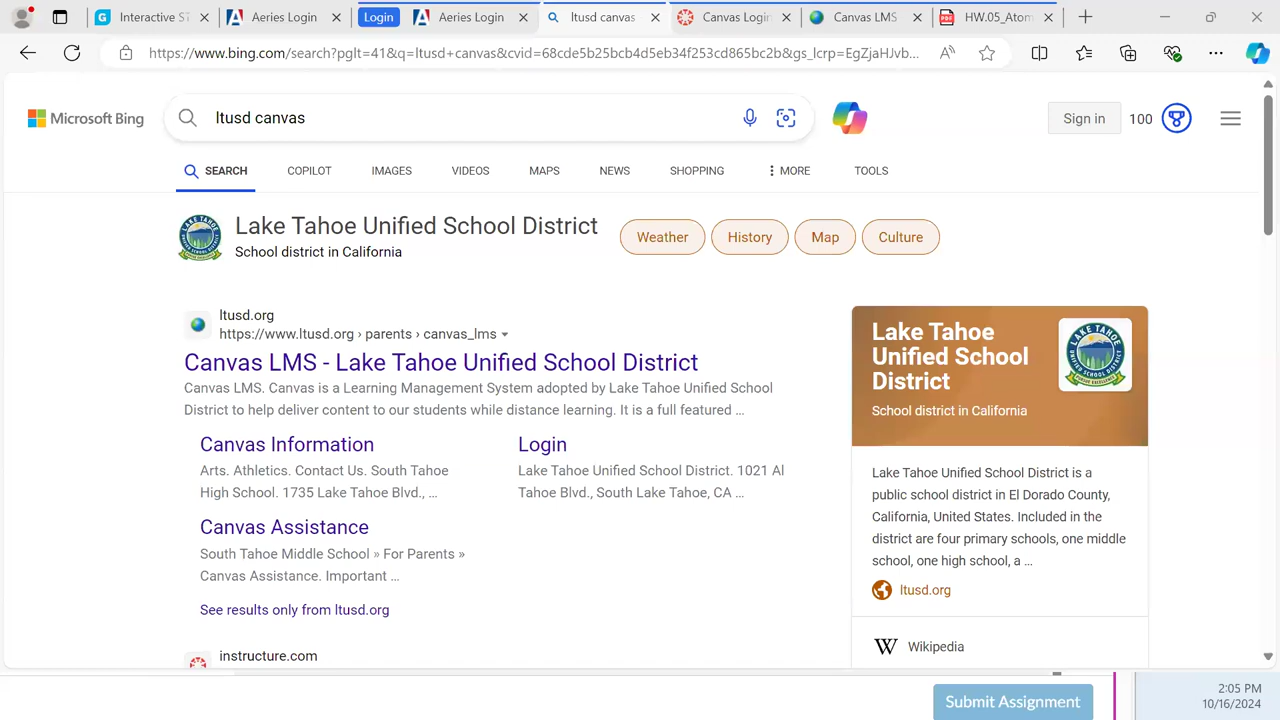 Interactive ST
Aeries Login
Login
Aeries Login
ltusd canvas
Canvas Login
Canvas LMS
HW.05_Atom
https://www.bing.com/search?pglt=41&q=ltusd+canvas&cvid=68cde5b25bcb4d5eb34f253cd865bc2b&gs_lcrp=EgZjaHJvb...
Microsoft Bing
ltusd canvas
Sign in
100
SEARCH
COPILOT
IMAGES
VIDEOS
MAPS
NEWS
SHOPPING
MORE
TOOLS
Lake Tahoe Unified School District
School district in California
Weather
History
Map
Culture
ltusd.org
https://www.ltusd.org › parents › canvas_lms
Canvas LMS - Lake Tahoe Unified School District
Canvas LMS. Canvas is a Learning Management System adopted by Lake Tahoe Unified School
District to help deliver content to our students while distance learning. It is a full featured ...
Canvas Information
Arts. Athletics. Contact Us. South Tahoe
High School. 1735 Lake Tahoe Blvd., ...
Login
Lake Tahoe Unified School District. 1021 Al
Tahoe Blvd., South Lake Tahoe, CA ...
Canvas Assistance
South Tahoe Middle School » For Parents »
Canvas Assistance. Important ...
See results only from ltusd.org
instructure.com
Lake Tahoe
Unified School
District
School district in California
Lake Tahoe Unified School District is a
public school district in El Dorado County,
California, United States. Included in the
district are four primary schools, one middle
school, one high school, a ...
ltusd.org
Wikipedia
Submit Assignment
2:05 PM
10/16/2024